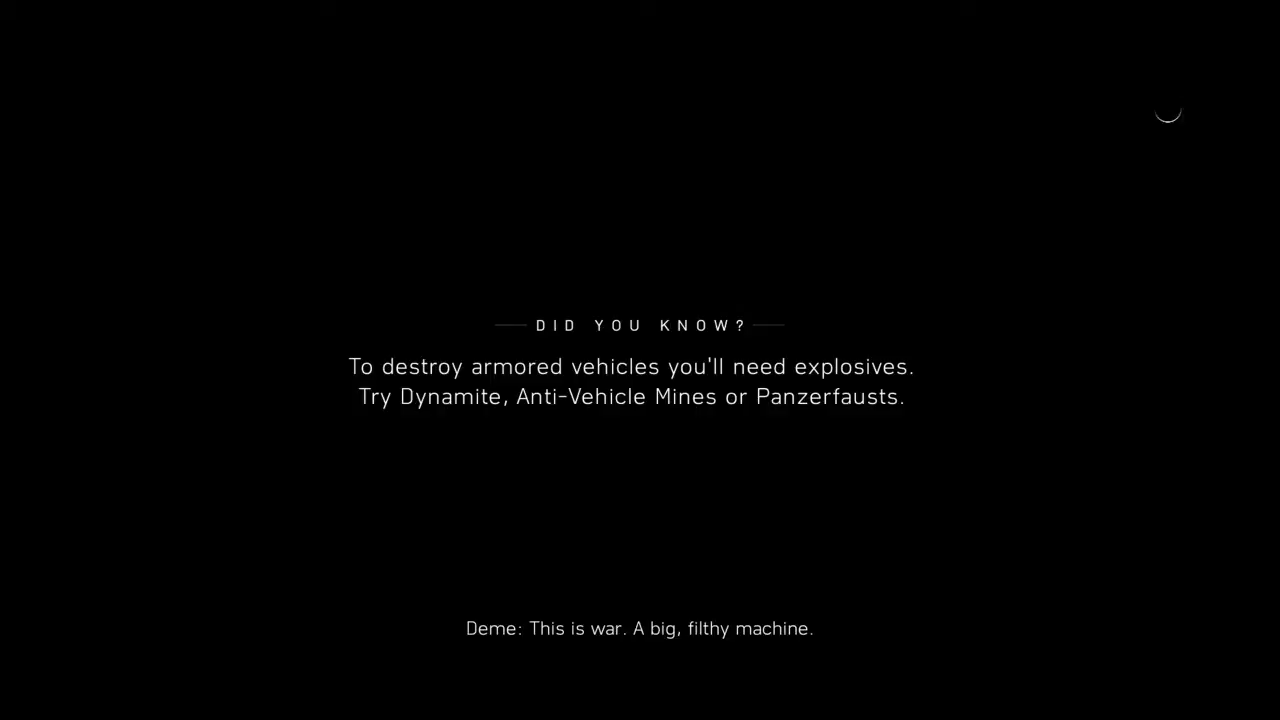 DID YOU KNOW?
To destroy armored vehicles you'll need explosives.
Try Dynamite, Anti-Vehicle Mines or Panzerfausts.
Deme: This is war. A big, filthy machine.